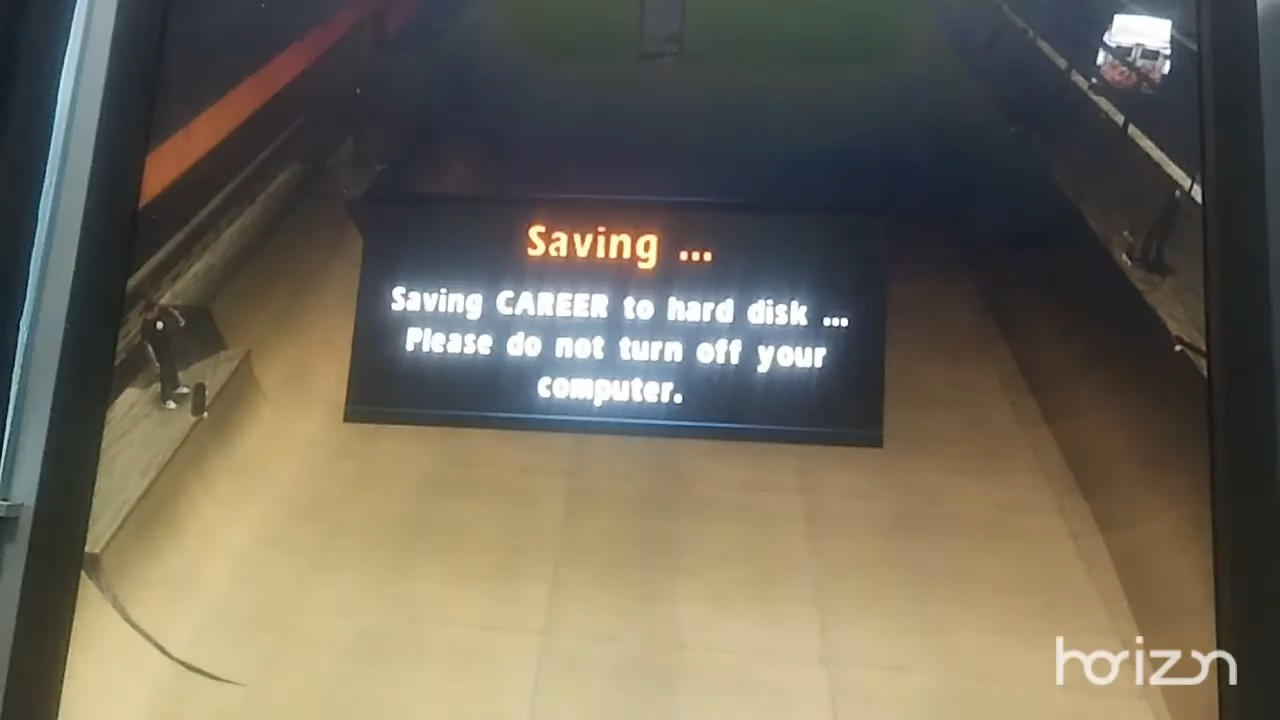 Saving ...
Saving CAREER to hard disk ...
Please do not turn off your
computer.
horizon